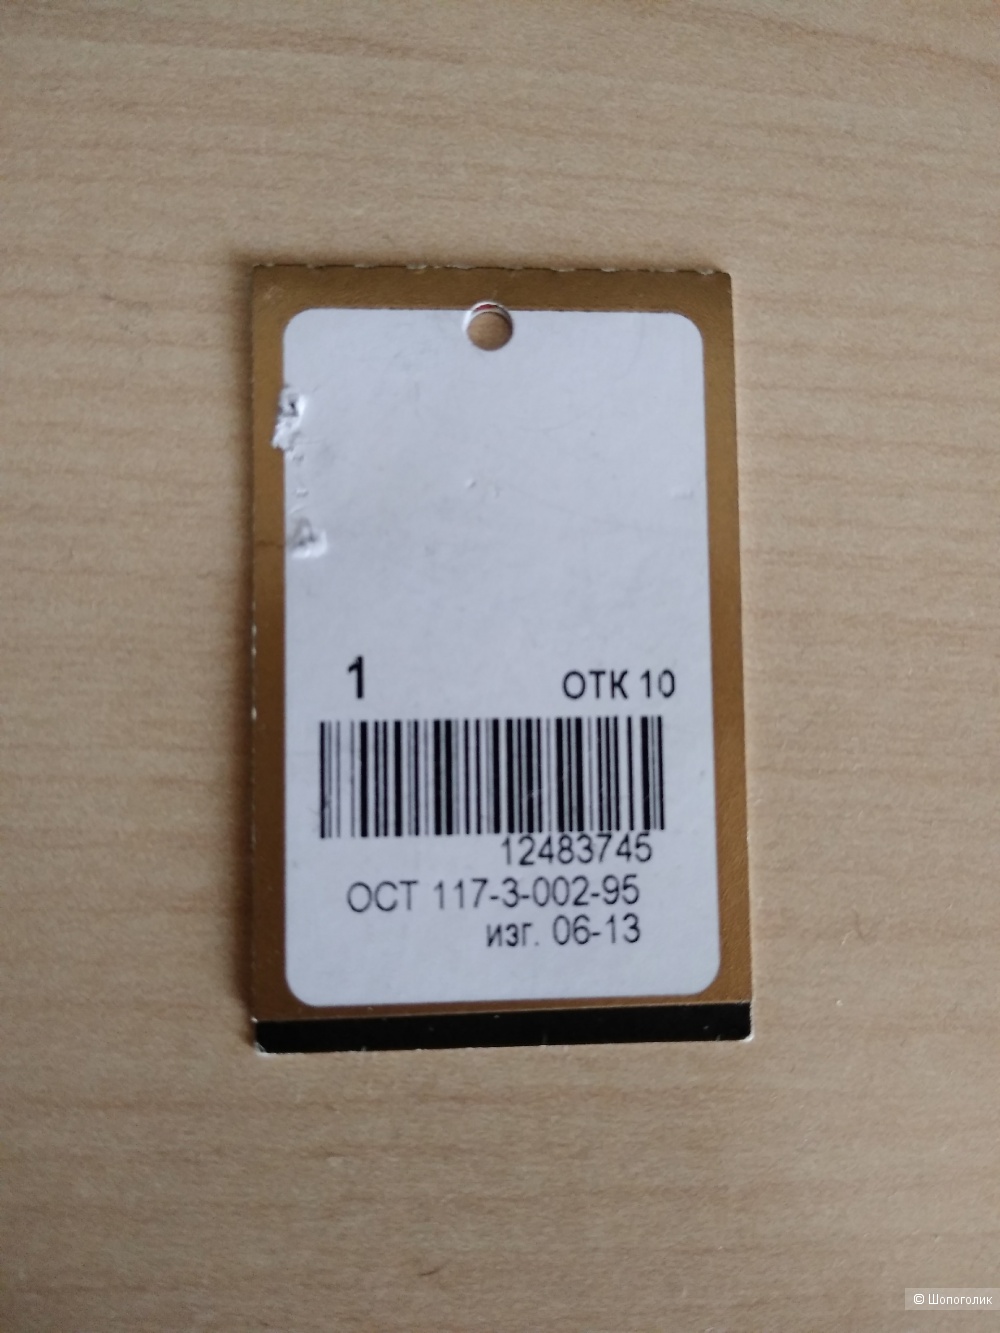 1 ОТК 10
12483745
ОСТ 117-3-002-95
изг. 06-13
© Шопоголик